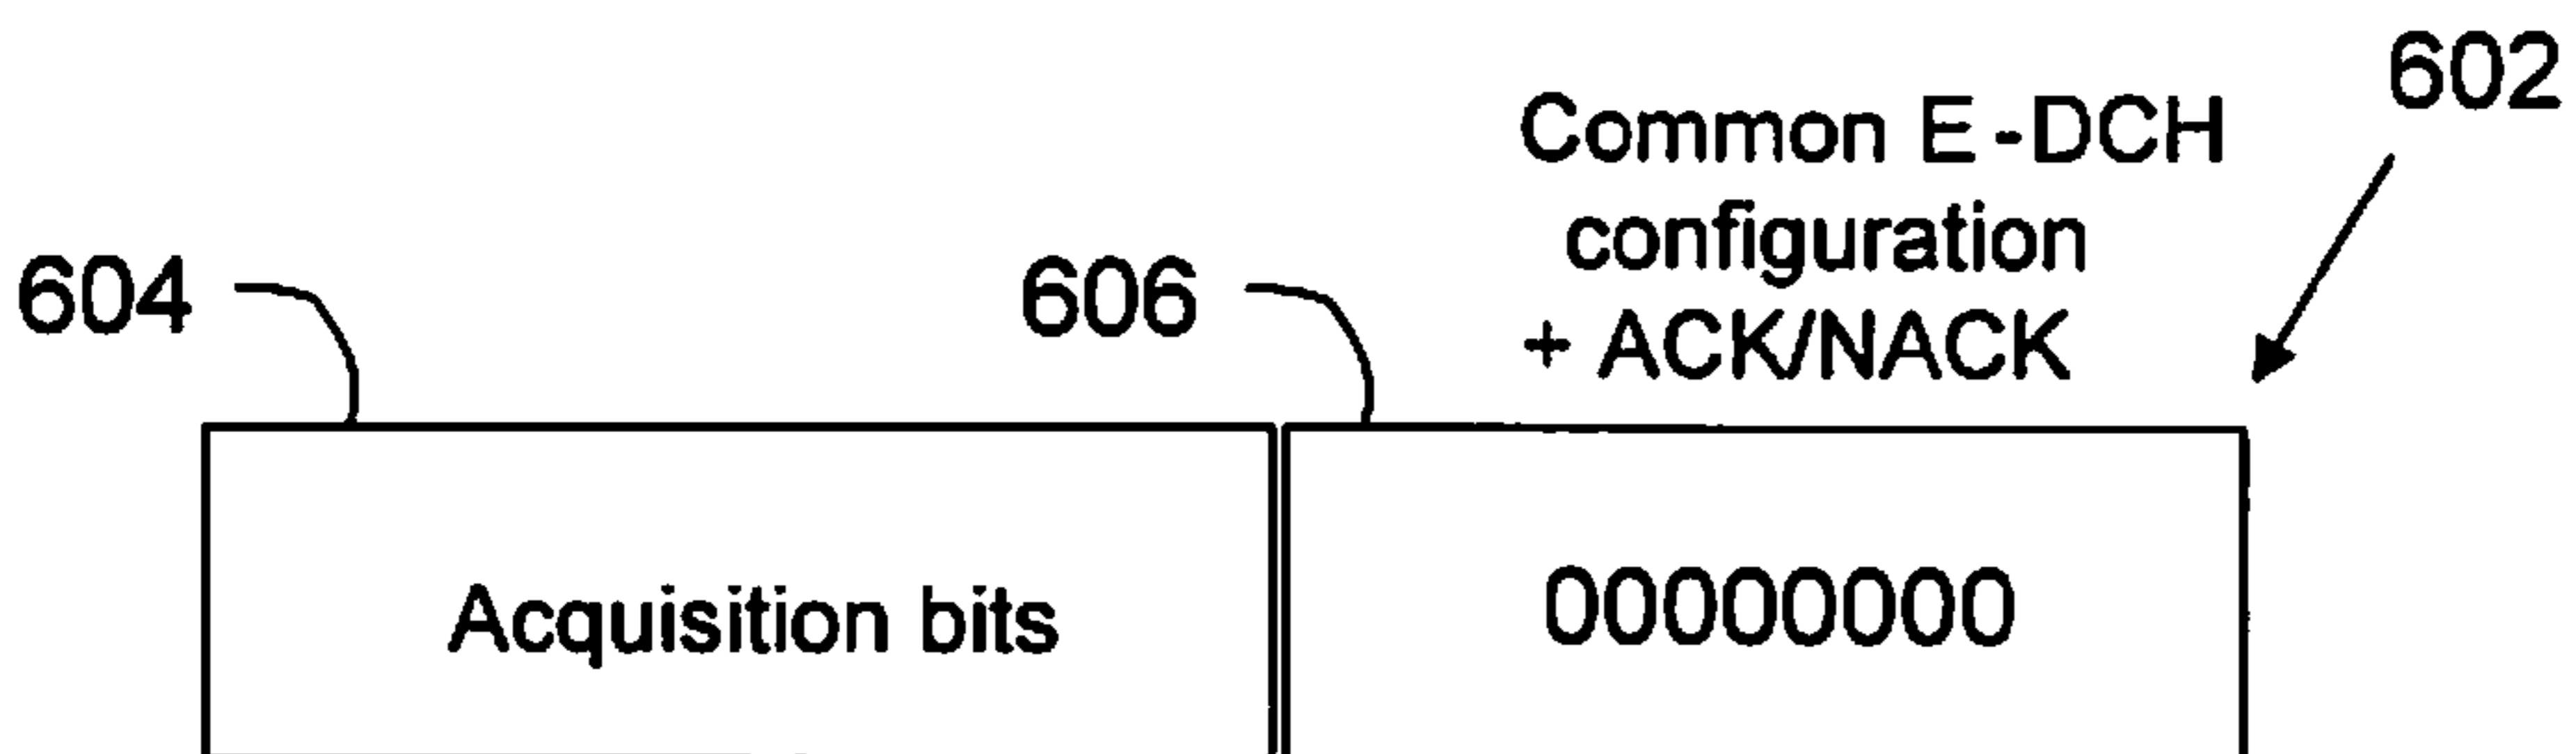 602
Common E-DCH
configuration
+ ACK/NACK
604
606
Acquisition bits
00000000